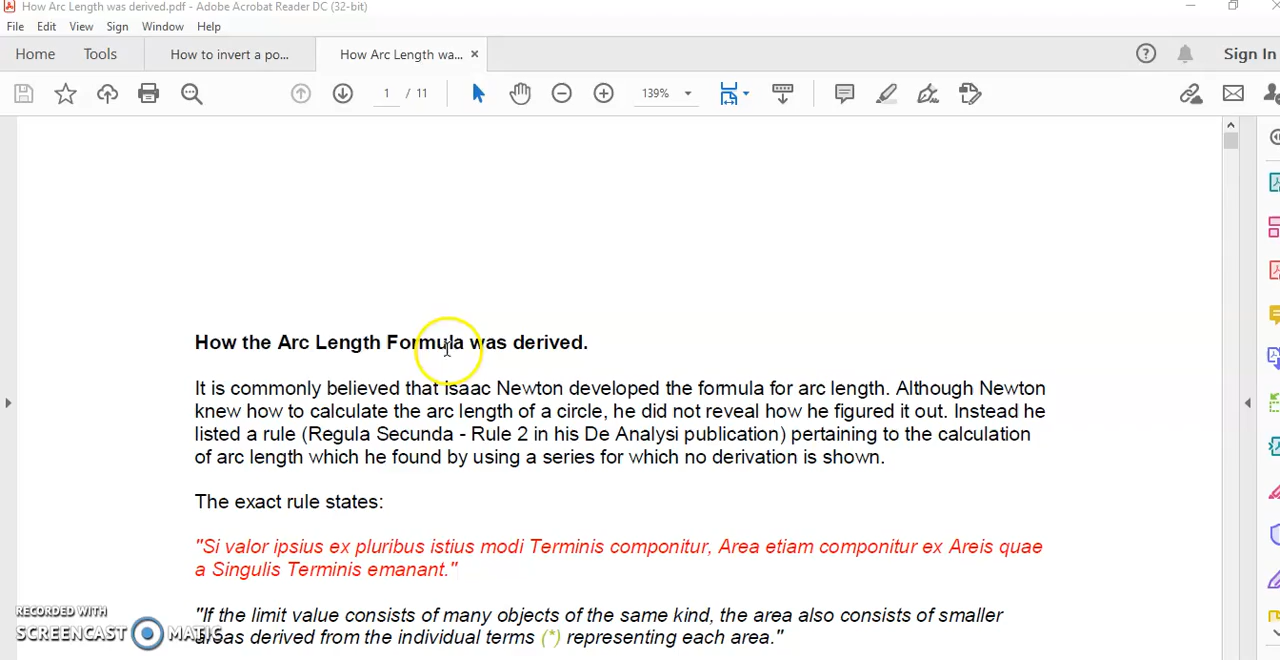 How Arc Length was derived.pdf - Adobe Acrobat Reader DC (32-bit)
File Edit View Sign Window Help
Home Tools How to invert a po... How Arc Length wa... × Sign In
1 / 11 139%
How the Arc Length Formula was derived.
It is commonly believed that isaac Newton developed the formula for arc length. Although Newton
knew how to calculate the arc length of a circle, he did not reveal how he figured it out. Instead he
listed a rule (Regula Secunda - Rule 2 in his De Analysi publication) pertaining to the calculation
of arc length which he found by using a series for which no derivation is shown.
The exact rule states:
"Si valor ipsius ex pluribus istius modi Terminis componitur, Area etiam componitur ex Areis quae
a Singulis Terminis emanant."
"If the limit value consists of many objects of the same kind, the area also consists of smaller
areas derived from the individual terms (*) representing each area."
RECORDED WITH
SCREENCAST MATIC